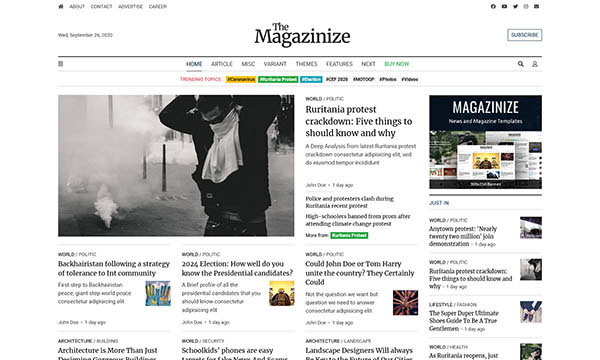 ABOUT CONTACT ADVERTISE CAREER
Wed, September 26, 2020
The
Magazinize
SUBSCRIBE
HOME ARTICLE MISC VARIANT THEMES FEATURES NEXT BUY NOW
TRENDING TOPICS: #Coronavirus #Ruritania Protest #Election #CEF 2020 #MOTOGP #Photos #Videos
WORLD / POLITIC
Ruritania protest
crackdown: Five things to
should know and why
A Deep Analysis from latest Ruritania protest
crackdown consectetur adipisicing elit, sed
do eiusmod tempor incididunt
John Doe - 1 day ago
Police and protesters clash during
Ruritania recent protest
High-schoolers banned from prom after
attending climate change protest
More from: Ruritania Protest
MAGAZINIZE
News and Magazine Templates
300x250 Banner
JUST IN
WORLD / POLITIC
Anytown protest: 'Nearly
twenty two million' joins
demonstration - 1 day ago
WORLD / POLITIC
Ruritania protest crackdown:
Five things to should know and
why - 1 day ago
LIFESTYLE / FASHION
The Super Duper Ultimate
Shoes Guide To Be A True
Gentlemen - 1 day ago
WORLD / HEALTH
As Ruritania reopens, just
WORLD / POLITIC
Backhairistan following a strategy
of tolerance to Int community
First step to Backhairistan
peace; grant step world peace
consectetur adipisicing elit
John Doe - 1 day ago
WORLD / POLITIC
2024 Election: How well do you
know the Presidential candidates?
A Brief profile of all the
presidential candidates that you
should know consectetur
adipisicing elit
John Doe - 1 day ago
WORLD / POLITIC
Could John Doe or Tom Harry
unite the country? They Certainly
Could
Not the question we want but
question we need to answer
consectetur adipisicing elit
John Doe - 1 day ago
ARCHITECTURE / BUILDING
Architecture is More Than Just
Designing Gorgeous Buildings
WORLD / SECURITY
Schoolkids' phones are easy
targets for Fake News And Scams
ARCHITECTURE / LANDSCAPE
Landscape Designers Will always
Be Key to the Future of Our Cities